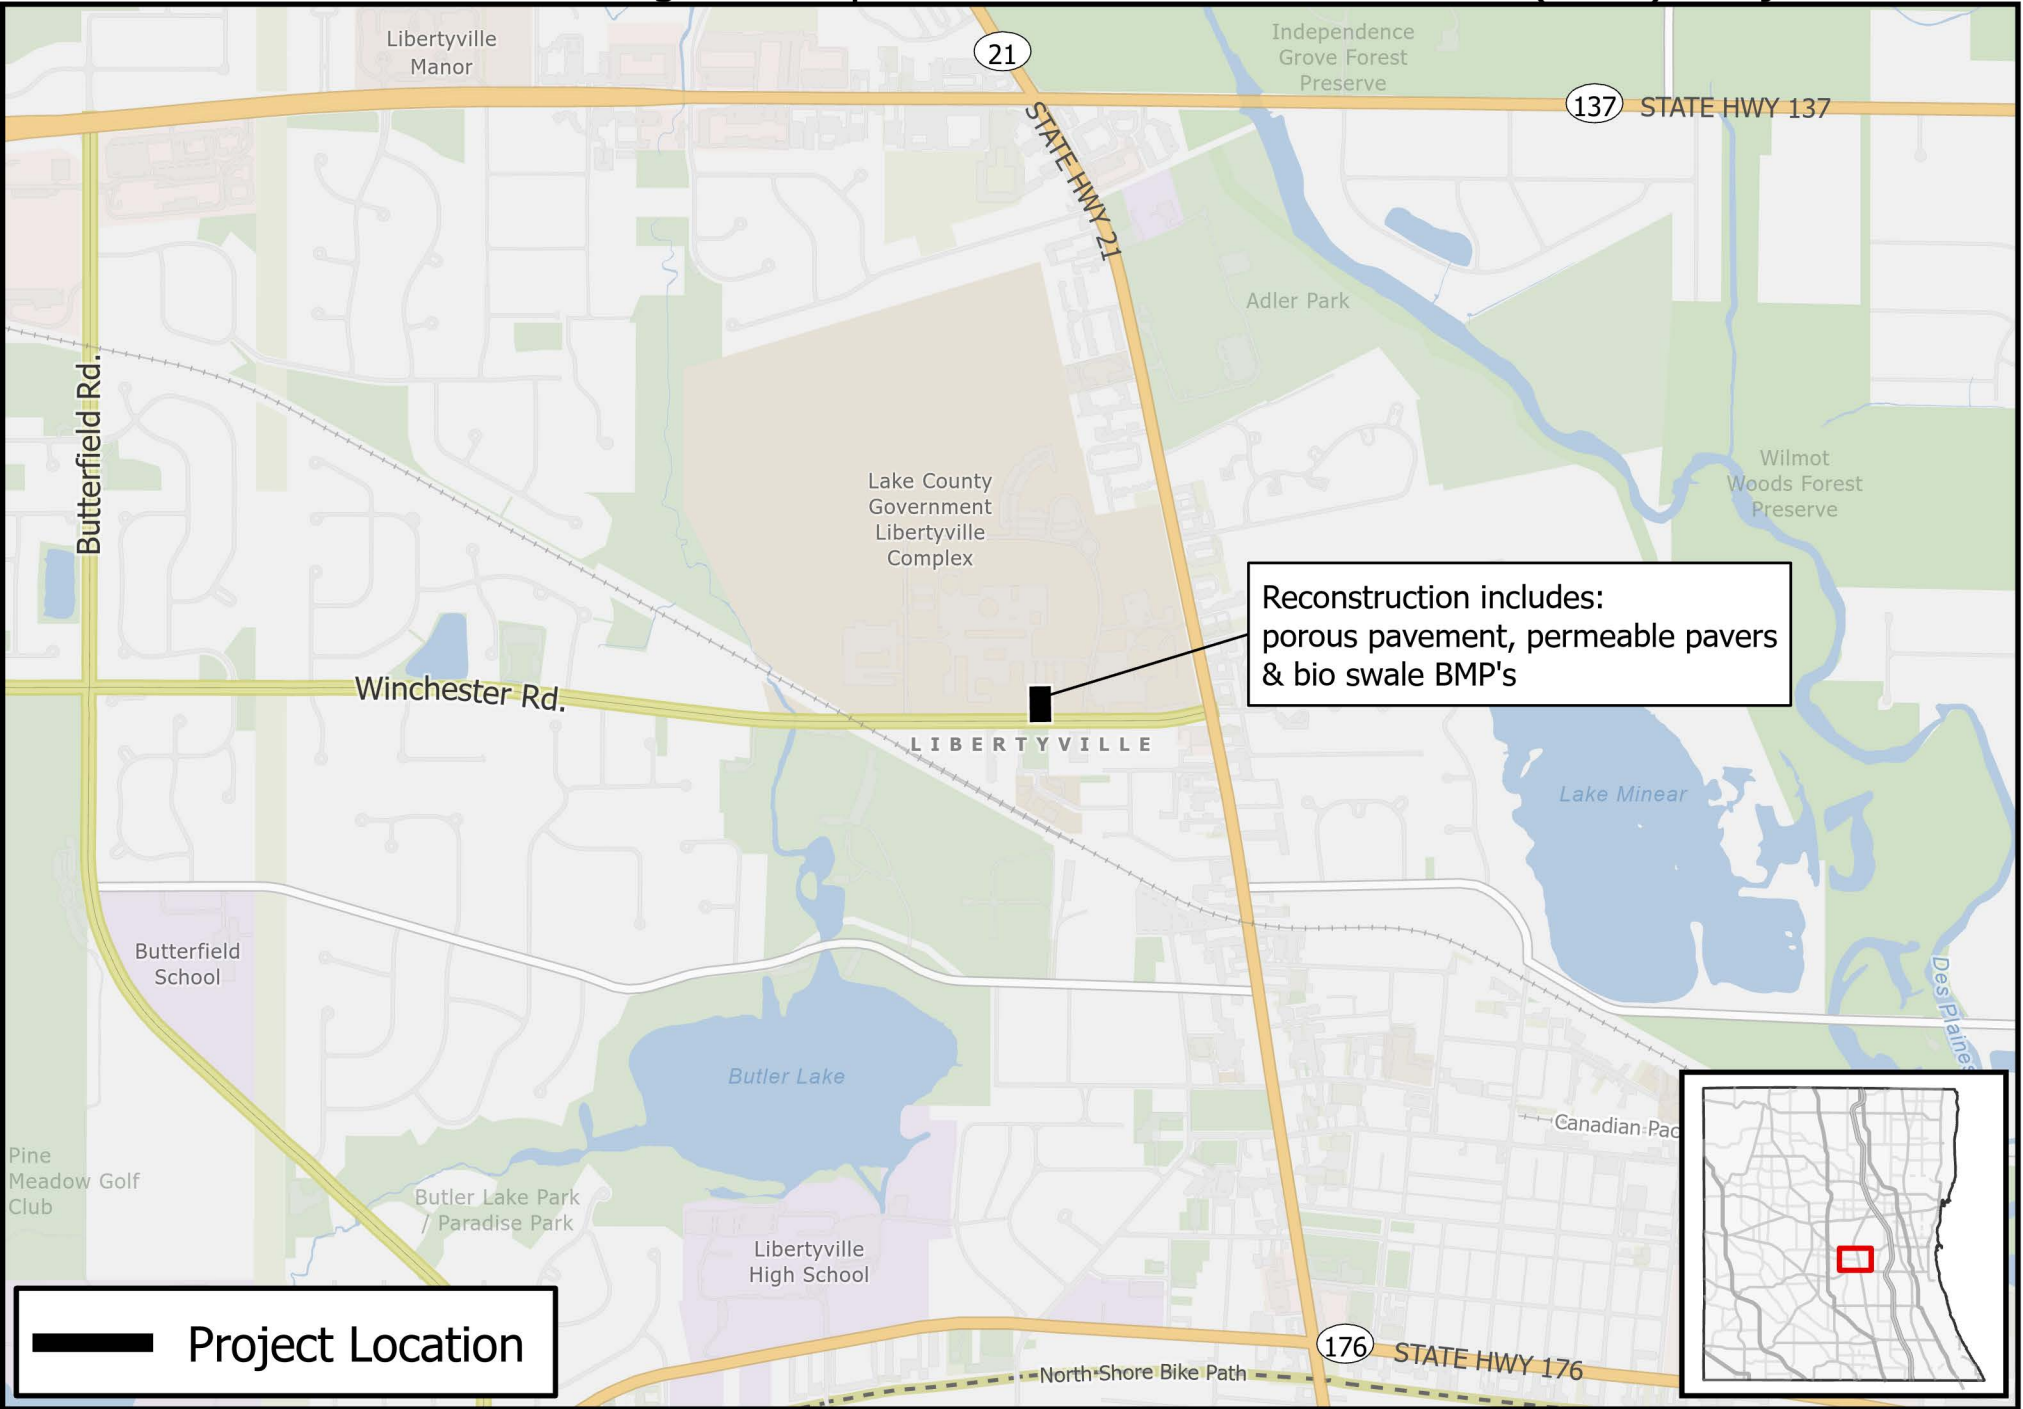 Libertyville
Manor
21
Independence
Grove Forest
Preserve
137 STATE HWY 137
STATE HWY 21
Adler Park
Butterfield Rd.
Lake County
Government
Libertyville
Complex
Wilmot
Woods Forest
Preserve
Reconstruction includes:
porous pavement, permeable pavers
& bio swale BMP's
Winchester Rd.
LIBERTYVILLE
Lake Minear
Butterfield
School
Des Plaines
Butler Lake
Canadian Pac
Pine
Meadow Golf
Club
Butler Lake Park
/ Paradise Park
Libertyville
High School
Project Location
176 STATE HWY 176
North Shore Bike Path